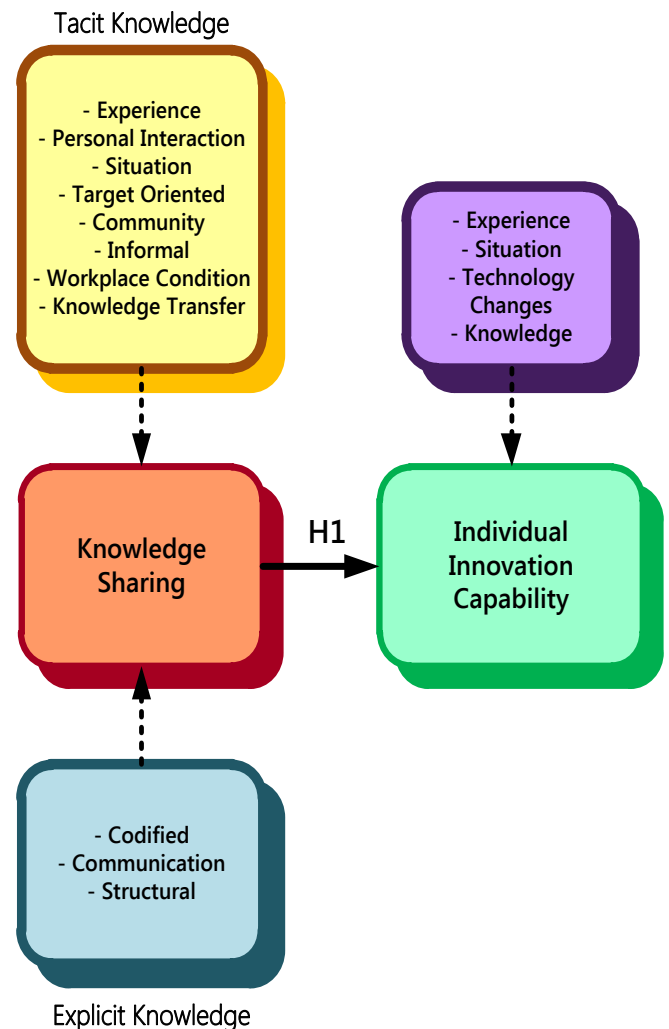 Tacit Knowledge
- Experience
- Personal Interaction
- Situation
- Target Oriented
- Community
- Informal
- Workplace Condition
- Knowledge Transfer
- Experience
- Situation
- Technology
Changes
- Knowledge
Knowledge
Sharing
H1
Individual
Innovation
Capability
- Codified
- Communication
- Structural
Explicit Knowledge